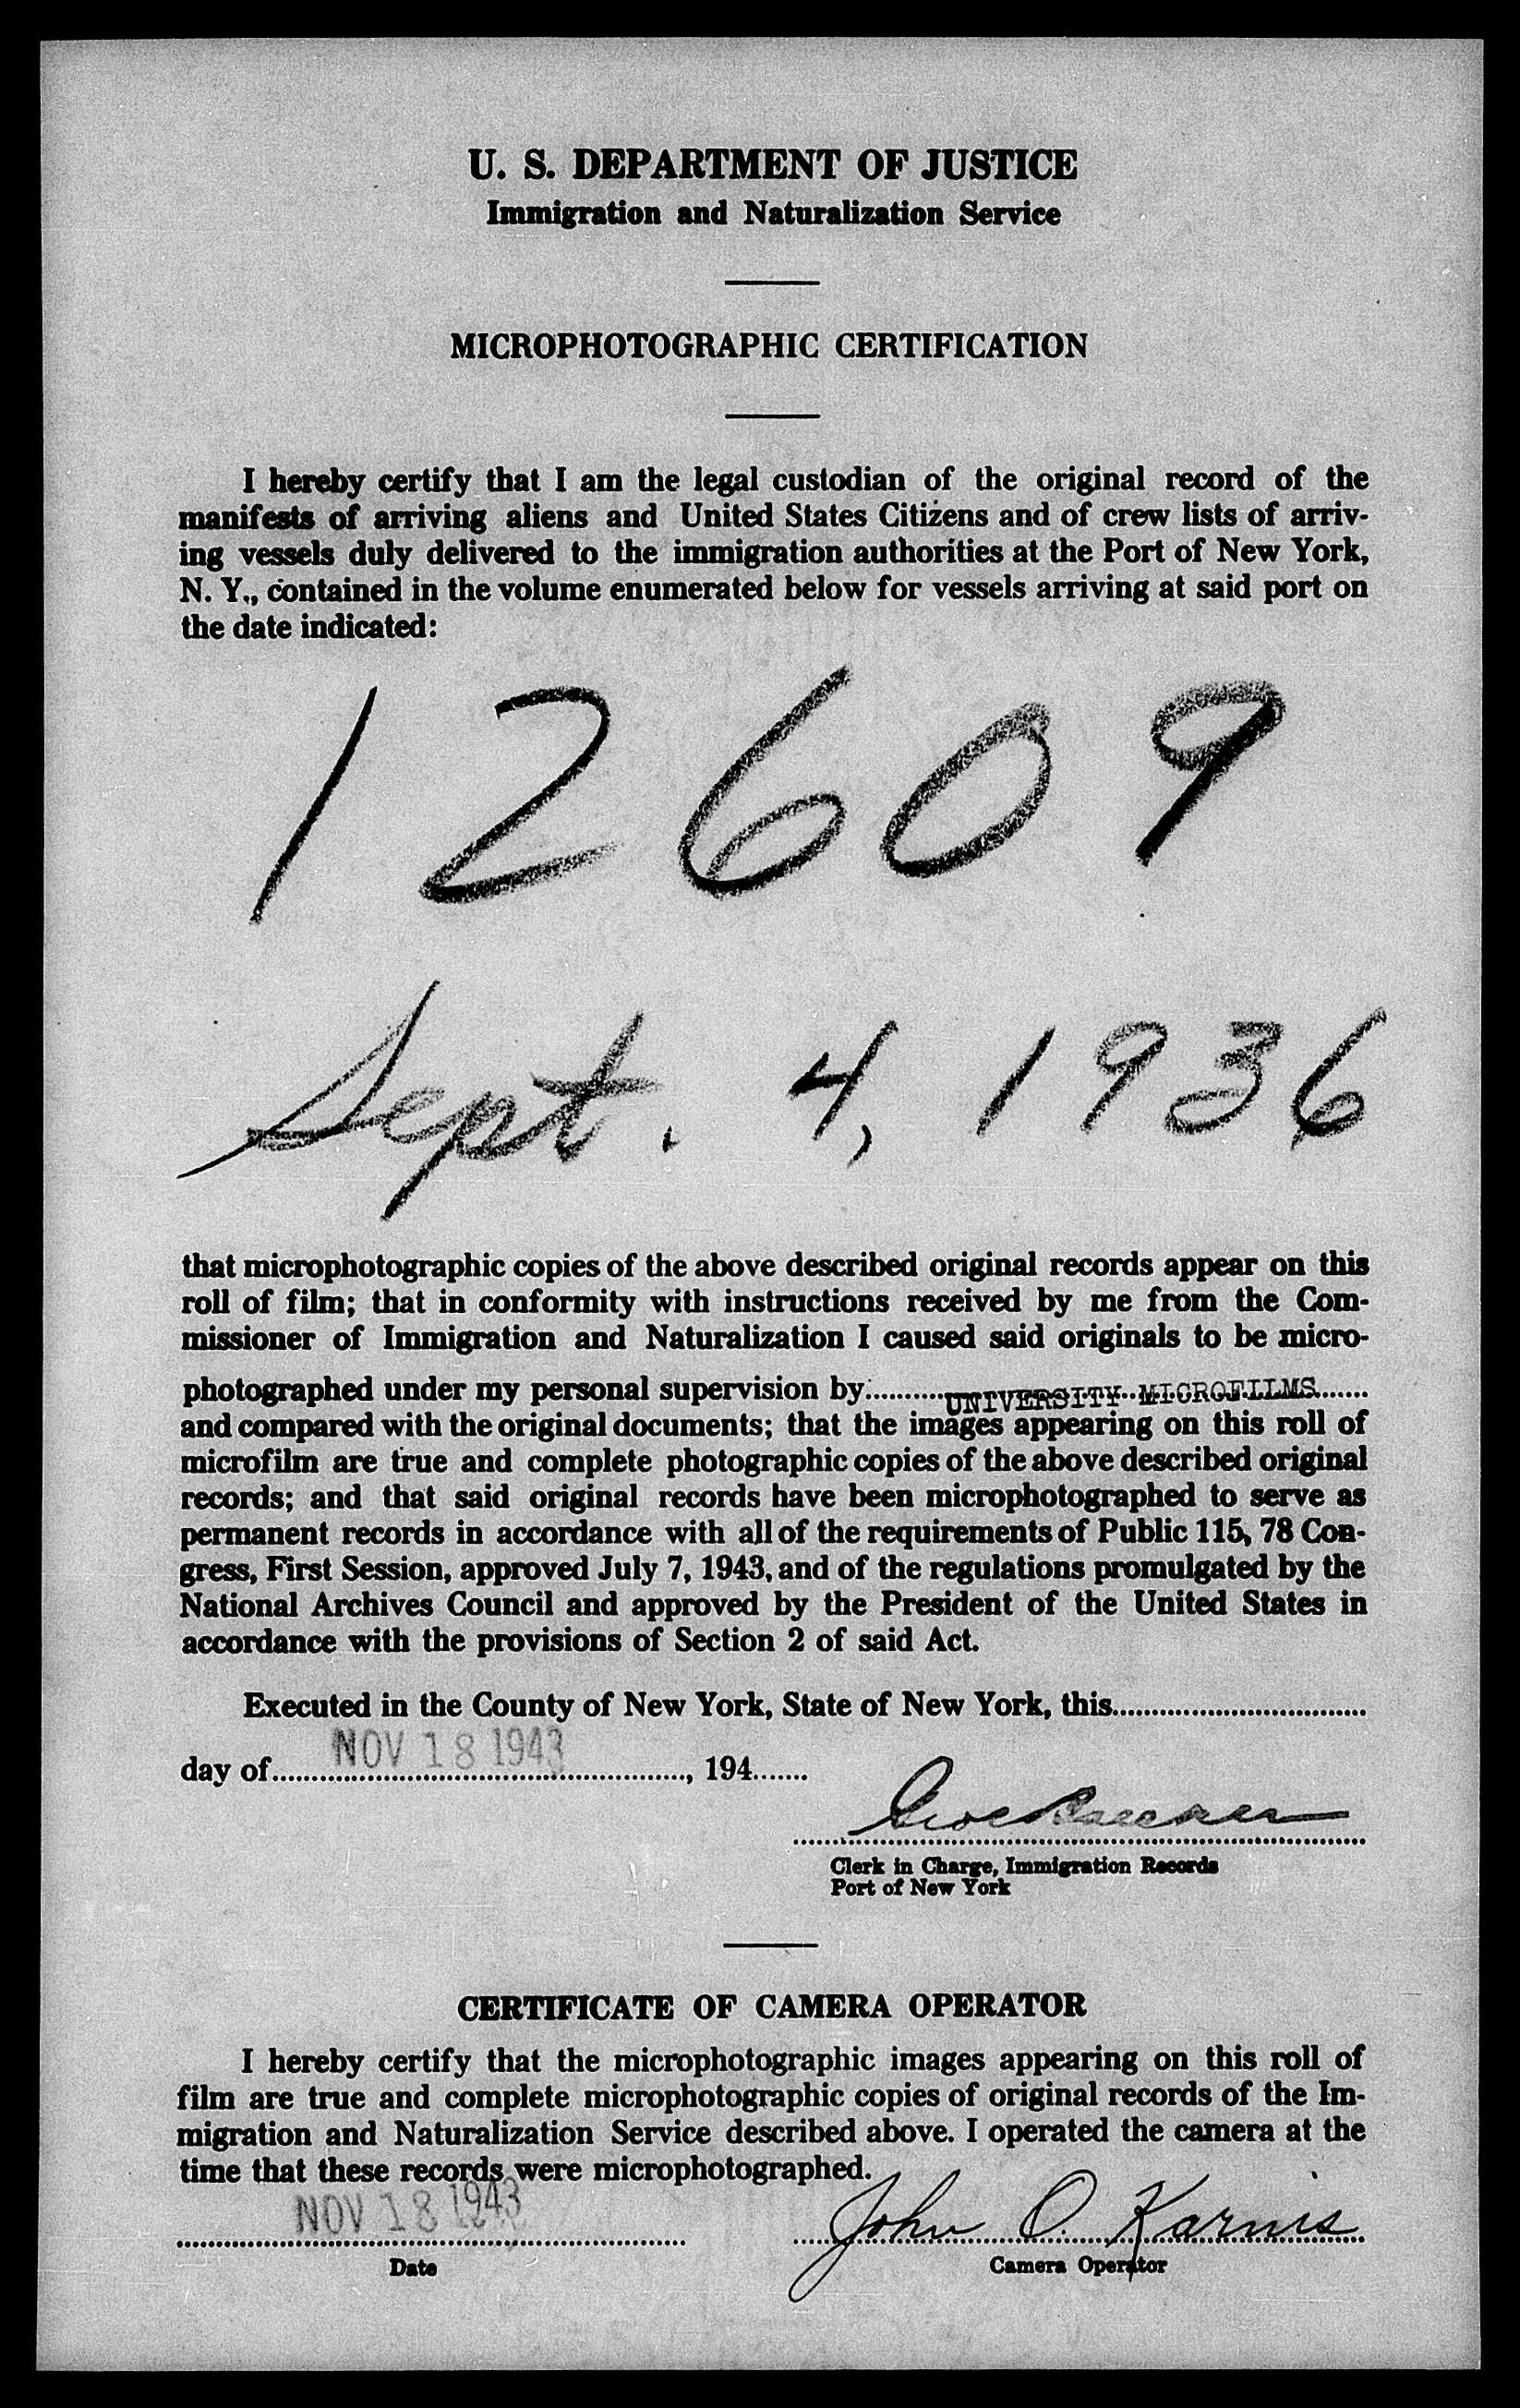 U. S. DEPARTMENT OF JUSTICE
Immigration and Naturalization Service
MICROPHOTOGRAPHIC CERTIFICATION
I hereby certify that I am the legal custodian of the original record of the
manifests of arriving aliens and United States Citizens and of crew lists of arriv-
ing vessels duly delivered to the immigration authorities at the Port of New York,
N. Y., contained in the volume enumerated below for vessels arriving at said port on
the date indicated:
12609
Sept. 4, 1936
that microphotographic copies of the above described original records appear on this
roll of film; that in conformity with instructions received by me from the Com-
missioner of Immigration and Naturalization I caused said originals to be micro-
photographed under my personal supervision by UNIVERSITY MICROFILMS
and compared with the original documents; that the images appearing on this roll of
microfilm are true and complete photographic copies of the above described original
records; and that said original records have been microphotographed to serve as
permanent records in accordance with all of the requirements of Public 115, 78 Con-
gress, First Session, approved July 7, 1943, and of the regulations promulgated by the
National Archives Council and approved by the President of the United States in
accordance with the provisions of Section 2 of said Act.
Executed in the County of New York, State of New York, this
day of NOV 18 1943, 194
Clerk in Charge, Immigration Records
Port of New York
CERTIFICATE OF CAMERA OPERATOR
I hereby certify that the microphotographic images appearing on this roll of
film are true and complete microphotographic copies of original records of the Im-
migration and Naturalization Service described above. I operated the camera at the
time that these records were microphotographed.
NOV 18 1943 John O. Karnis
Date Camera Operator